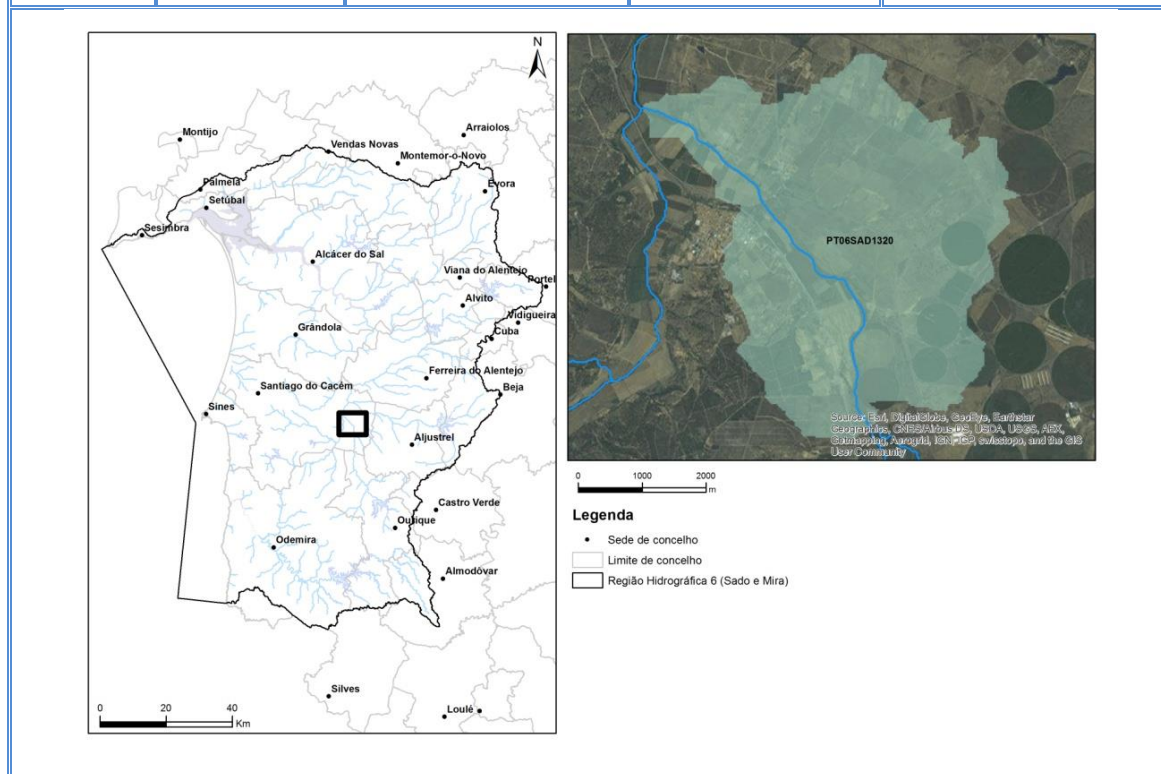 N
Montijo
Arraiolos
Vendas Novas
Montemor-o-Novo
Palmela
Évora
Setúbal
Sesimbra
Alcácer do Sal
Viana do Alentejo
Portel
Alvito
Vidigueira
Grândola
Cuba
Ferreira do Alentejo
Santiago do Cacém
Beja
Sines
Aljustrel
Castro Verde
Ourique
Odemira
Almodôvar
Silves
Loulé
0 20 40
Km
PT06SAD1320
Source: Esri, DigitalGlobe, GeoEye, Earthstar
Geographics, CNES/Airbus DS, USDA, USGS, AEX,
Getmapping, Aerogrid, IGN, IGP, swisstopo, and the GIS
User Community
0 1000 2000
m
Legenda
Sede de concelho
Limite de concelho
Região Hidrográfica 6 (Sado e Mira)